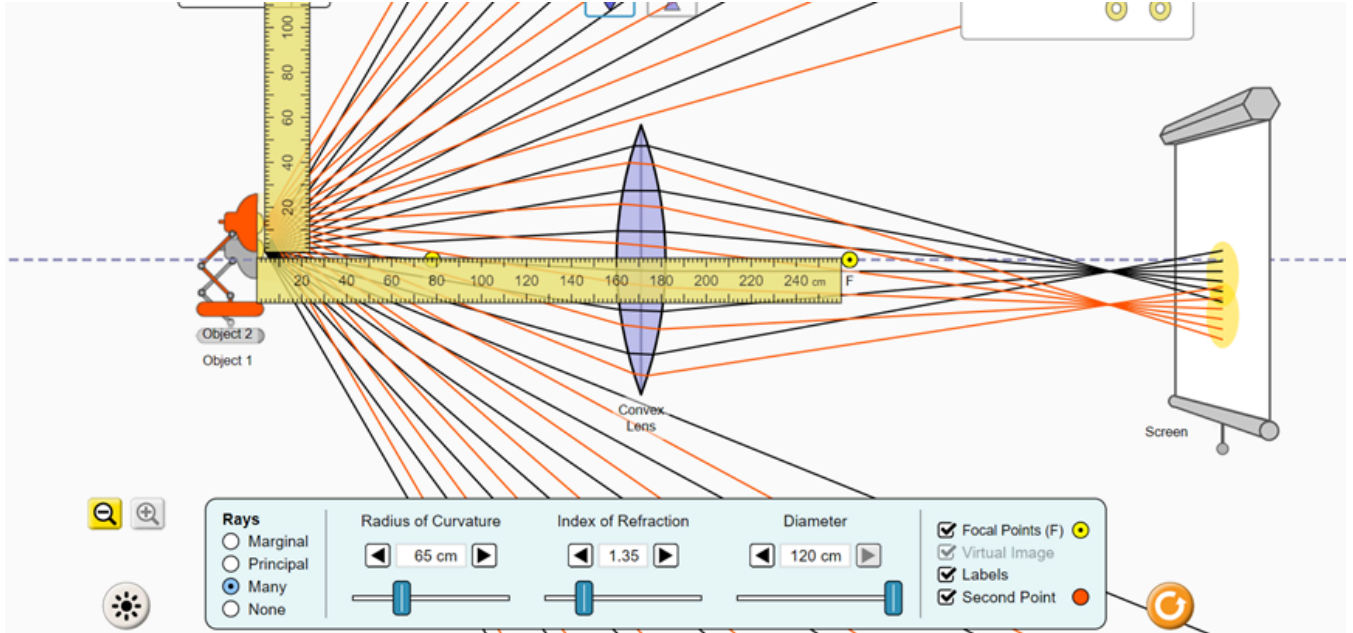 100
80
60
40
20
20 40 60 80 100 120 140 160 180 200 220 240 cm
F
Object 2
Object 1
Convex
Lens
Screen
Rays
Marginal
Principal
Many
None
Radius of Curvature
65 cm
Index of Refraction
1.35
Diameter
120 cm
Focal Points (F)
Virtual Image
Labels
Second Point